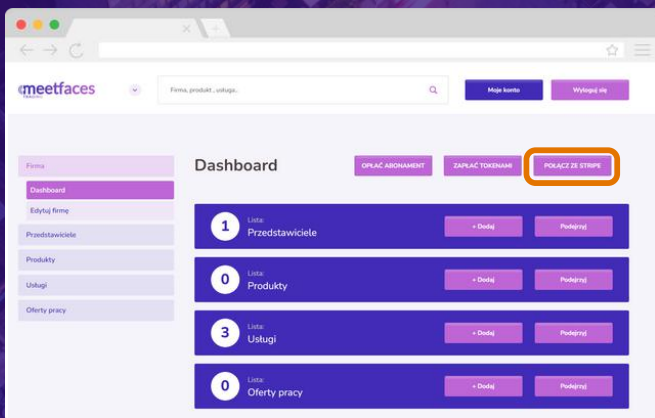 meetfaces
Firma, produkt , usługa..
Moje konto
Wyloguj się
Firma
Dashboard
Edytuj firmę
Przedstawiciele
Produkty
Usługi
Oferty pracy
Dashboard
OPŁAĆ ABONAMENT
ZAPŁAĆ TOKENAMI
POŁĄCZ ZE STRIPE
1
Lista:
Przedstawiciele
+ Dodaj
Podejrzyj
0
Lista:
Produkty
+ Dodaj
Podejrzyj
3
Lista:
Usługi
+ Dodaj
Podejrzyj
0
Lista:
Oferty pracy
+ Dodaj
Podejrzyj